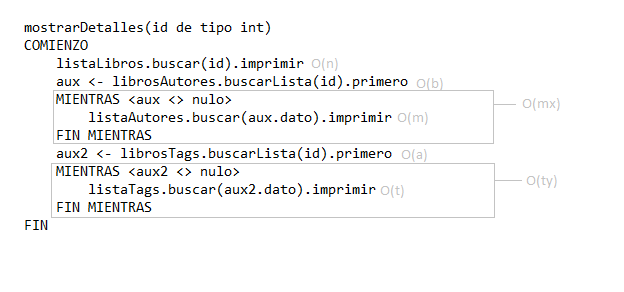 mostrarDetalles(id de tipo int)
COMIENZO
listaLibros.buscar(id).imprimir O(n)
aux <- librosAutores.buscarLista(id).primero O(b)
MIENTRAS <aux <> nulo> O(mx)
listaAutores.buscar(aux.dato).imprimir O(m)
FIN MIENTRAS
aux2 <- librosTags.buscarLista(id).primero O(a)
MIENTRAS <aux2 <> nulo> O(ty)
listaTags.buscar(aux2.dato).imprimir O(t)
FIN MIENTRAS
FIN